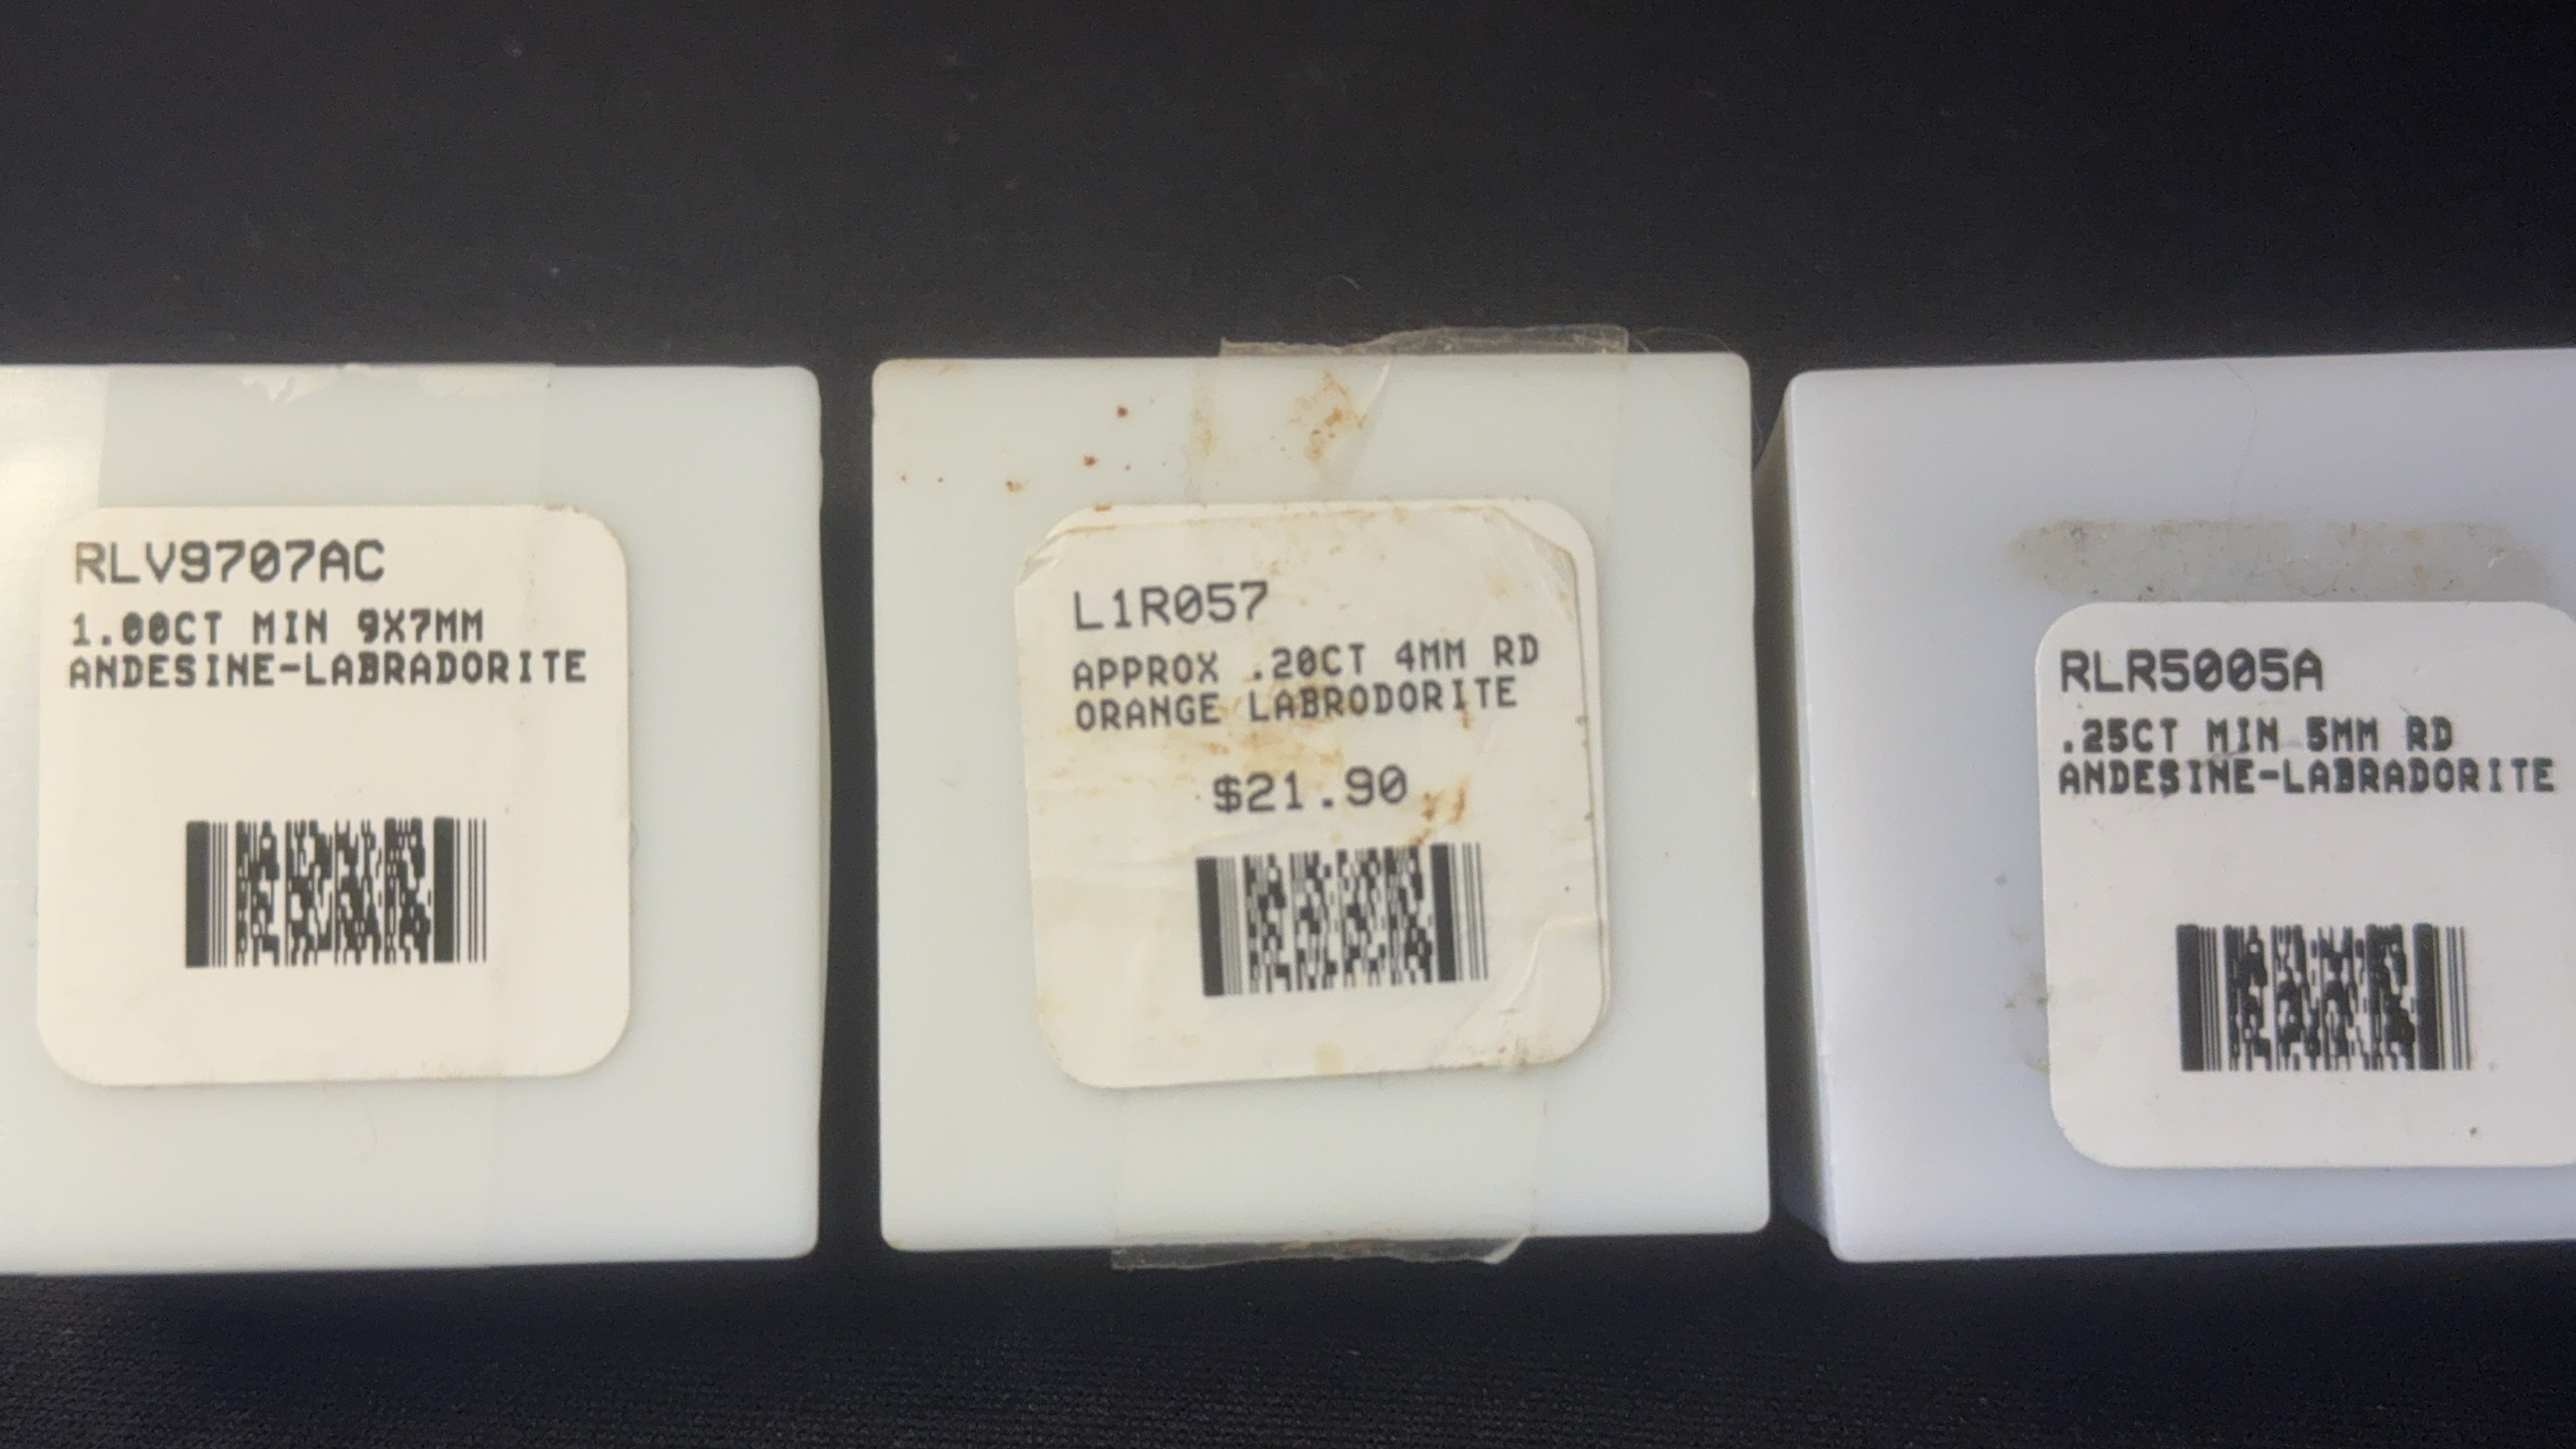 RLV9707AC
1.00CT MIN 9X7MM
ANDESINE-LABRADORITE
L1R057
APPROX .20CT 4MM RD
ORANGE LABRODORITE
$21.90
RLR5005A
.25CT MIN 5MM RD
ANDESINE-LABRADORITE